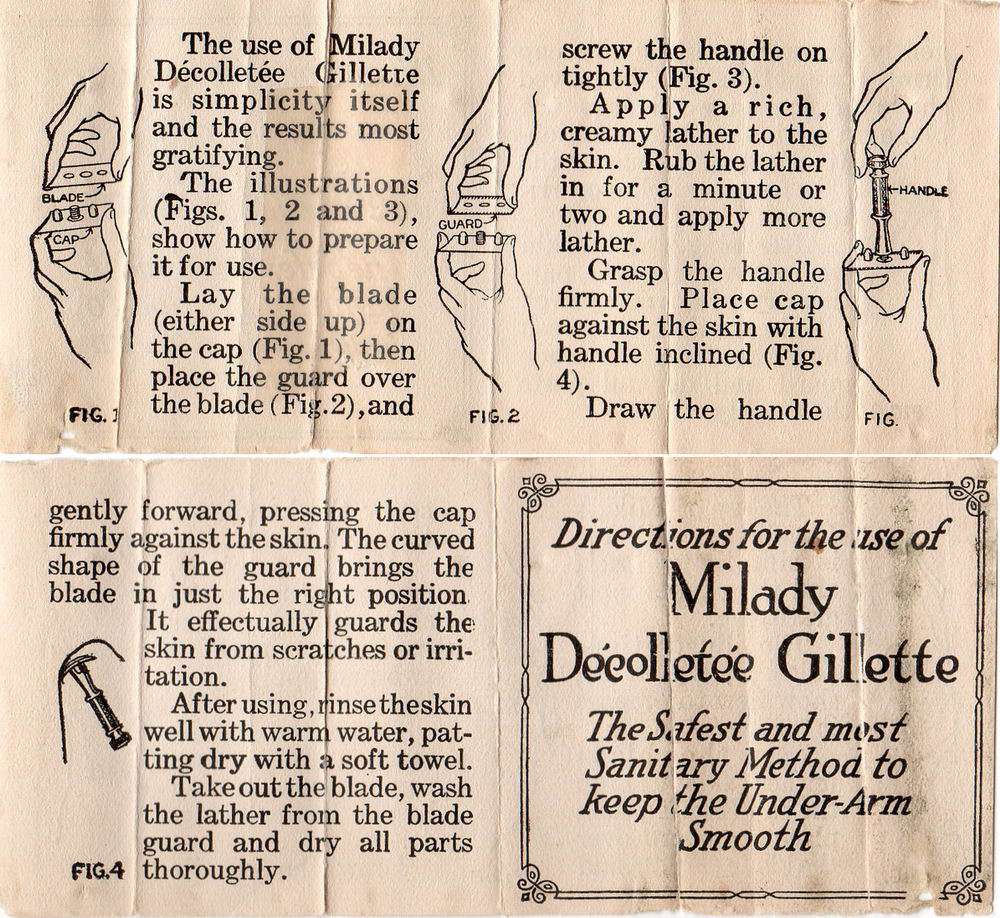 The use of Milady
Décolletée Gillette
is simplicity itself
and the results most
gratifying.
The illustrations
(Figs. 1, 2 and 3),
show how to prepare
it for use.
Lay the blade
(either side up) on
the cap (Fig. 1), then
place the guard over
the blade (Fig. 2), and
BLADE
CAP
FIG. 1
GUARD
FIG. 2
screw the handle on
tightly (Fig. 3).
Apply a rich,
creamy lather to the
skin. Rub the lather
in for a minute or
two and apply more
lather.
Grasp the handle
firmly. Place cap
against the skin with
handle inclined (Fig.
4).
Draw the handle
HANDLE
FIG.
gently forward, pressing the cap
firmly against the skin. The curved
shape of the guard brings the
blade in just the right position
It effectually guards the
skin from scratches or irri-
tation.
After using, rinse the skin
well with warm water, pat-
ting dry with a soft towel.
Take out the blade, wash
the lather from the blade
guard and dry all parts
thoroughly.
FIG. 4
Directions for the use of
Milady
Décolletée Gillette
The Safest and most
Sanitary Method to
keep the Under-Arm
Smooth